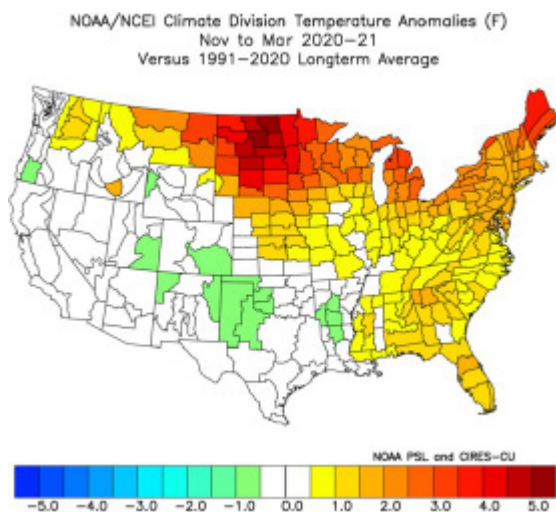 NOAA/NCEI Climate Division Temperature Anomalies (F)
Nov to Mar 2020-21
Versus 1991-2020 Longterm Average
NOAA PSL and CIRES-CU
-5.0 -4.0 -3.0 -2.0 -1.0 0.0 1.0 2.0 3.0 4.0 5.0